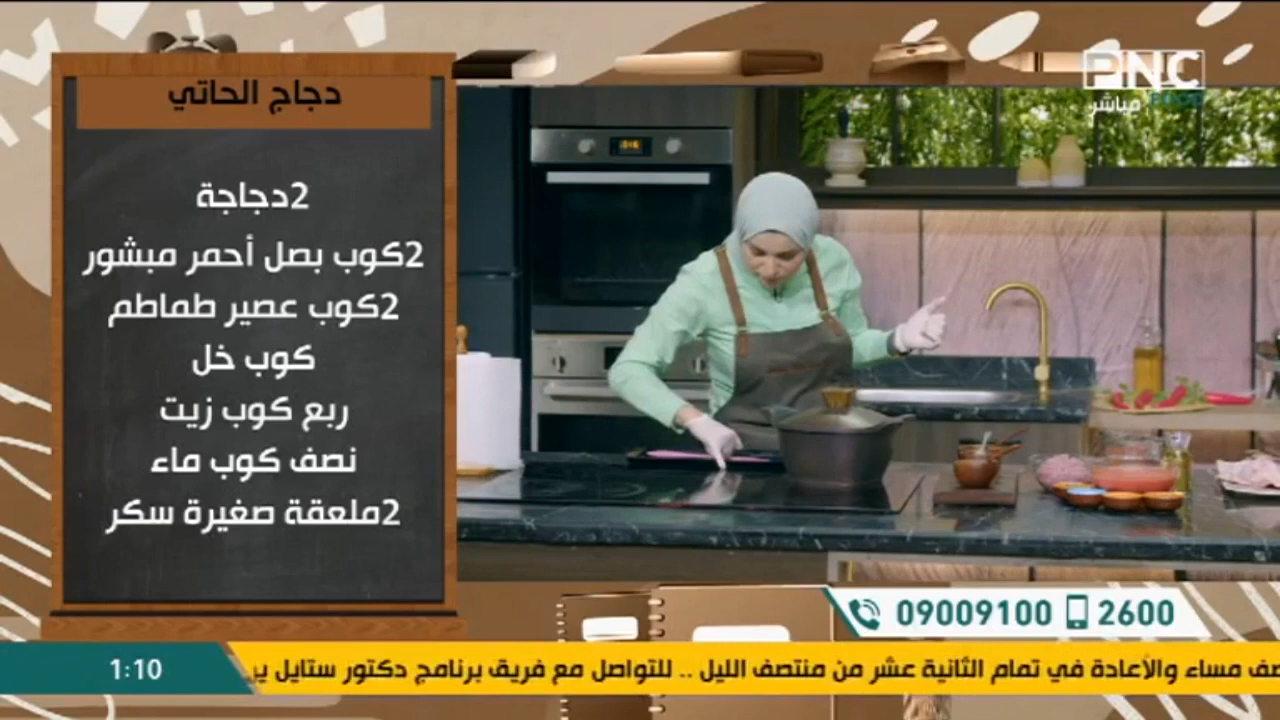 دجاج الحاتي
2دجاجة
2كوب بصل أحمر مبشور
2كوب عصير طماطم
كوب خل
ربع كوب زيت
نصف كوب ماء
2ملعقة صغيرة سكر
PNC
FOOD
مباشر
09009100 2600
مساء والأعادة في تمام الثانية عشر من منتصف الليل .. للتواصل مع فريق برنامج دكتور ستايل
1:10